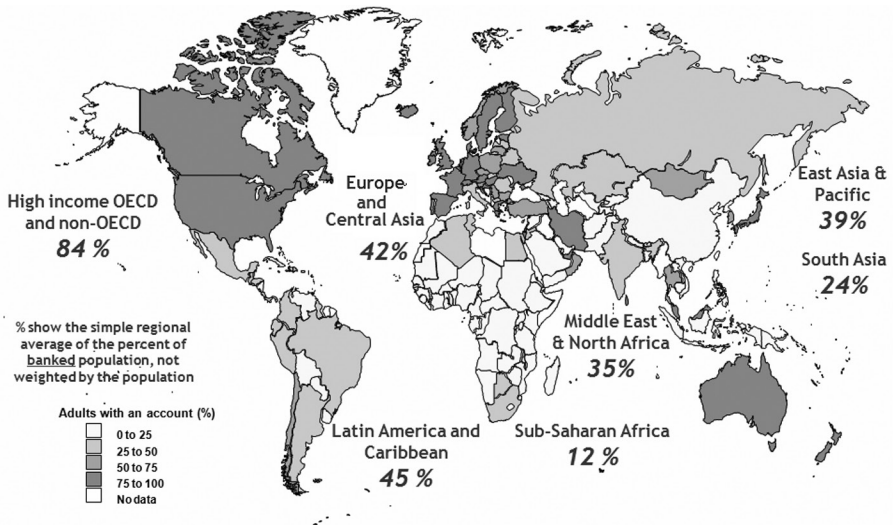 High income OECD
and non-OECD
84 %
Europe
and
Central Asia
42%
East Asia &
Pacific
39%
South Asia
24%
Middle East
& North Africa
35%
% show the simple regional
average of the percent of
banked population, not
weighted by the population
Adults with an account (%)
0 to 25
25 to 50
50 to 75
75 to 100
No data
Latin America and
Caribbean
45 %
Sub-Saharan Africa
12 %